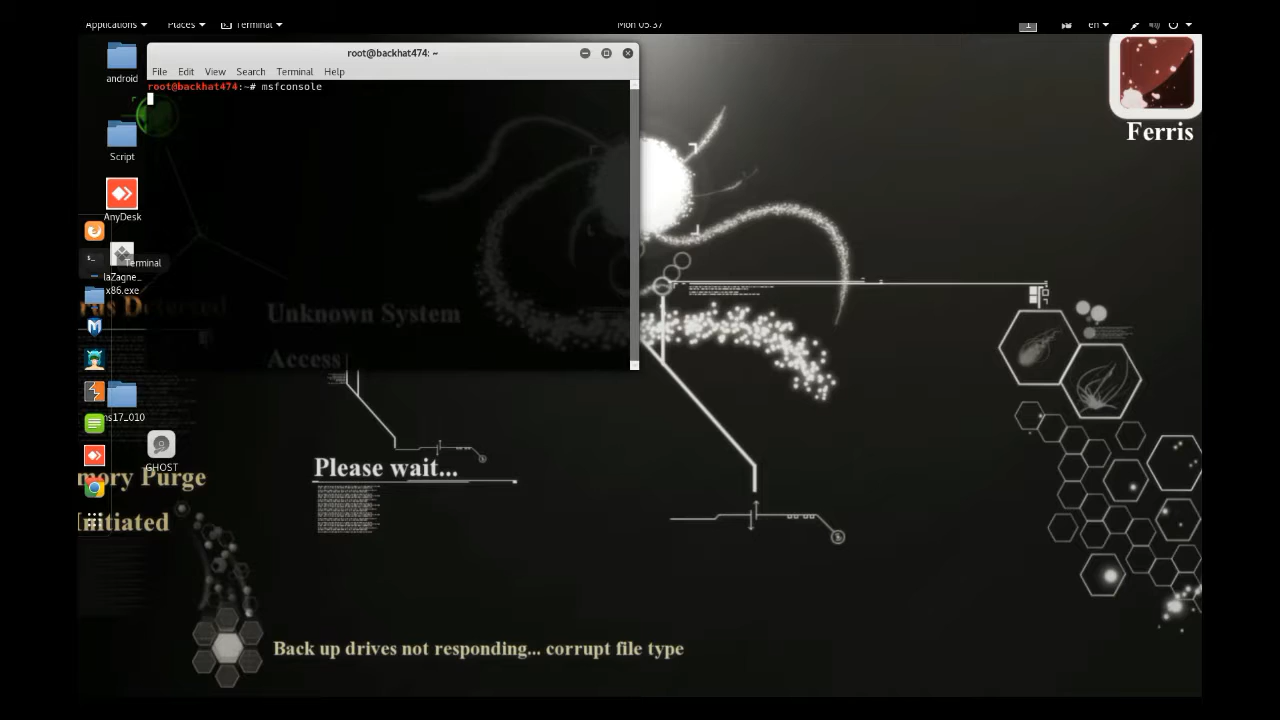 Applications Places Terminal Mon 05:37 1 en
root@backhat474: ~
File Edit View Search Terminal Help
root@backhat474:~# msfconsole
android
Script
AnyDesk
Terminal
laZagne_
x86.exe
Unknown System
Access
ms17_010
GHOST
Please wait...
mory Purge
Initiated
Back up drives not responding... corrupt file type
Ferris